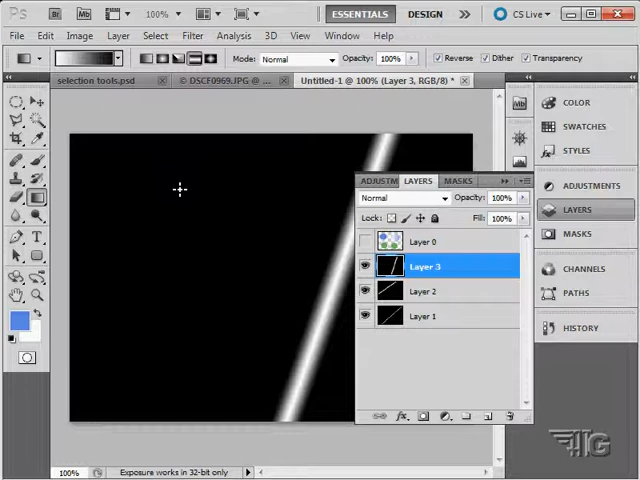 Ps
Br
Mb
100%
ESSENTIALS
DESIGN
CS Live
File
Edit
Image
Layer
Select
Filter
Analysis
3D
View
Window
Help
Mode:
Normal
Opacity:
100%
Reverse
Dither
Transparency
selection tools.psd
© DSCF0969.JPG @ ...
Untitled-1 @ 100% (Layer 3, RGB/8) *
Mb
COLOR
SWATCHES
STYLES
ADJUSTMENTS
LAYERS
MASKS
CHANNELS
PATHS
HISTORY
ADJUSTM
LAYERS
MASKS
Normal
Opacity:
100%
Lock:
Fill:
100%
Layer 0
Layer 3
Layer 2
Layer 1
T
fx
100%
Exposure works in 32-bit only